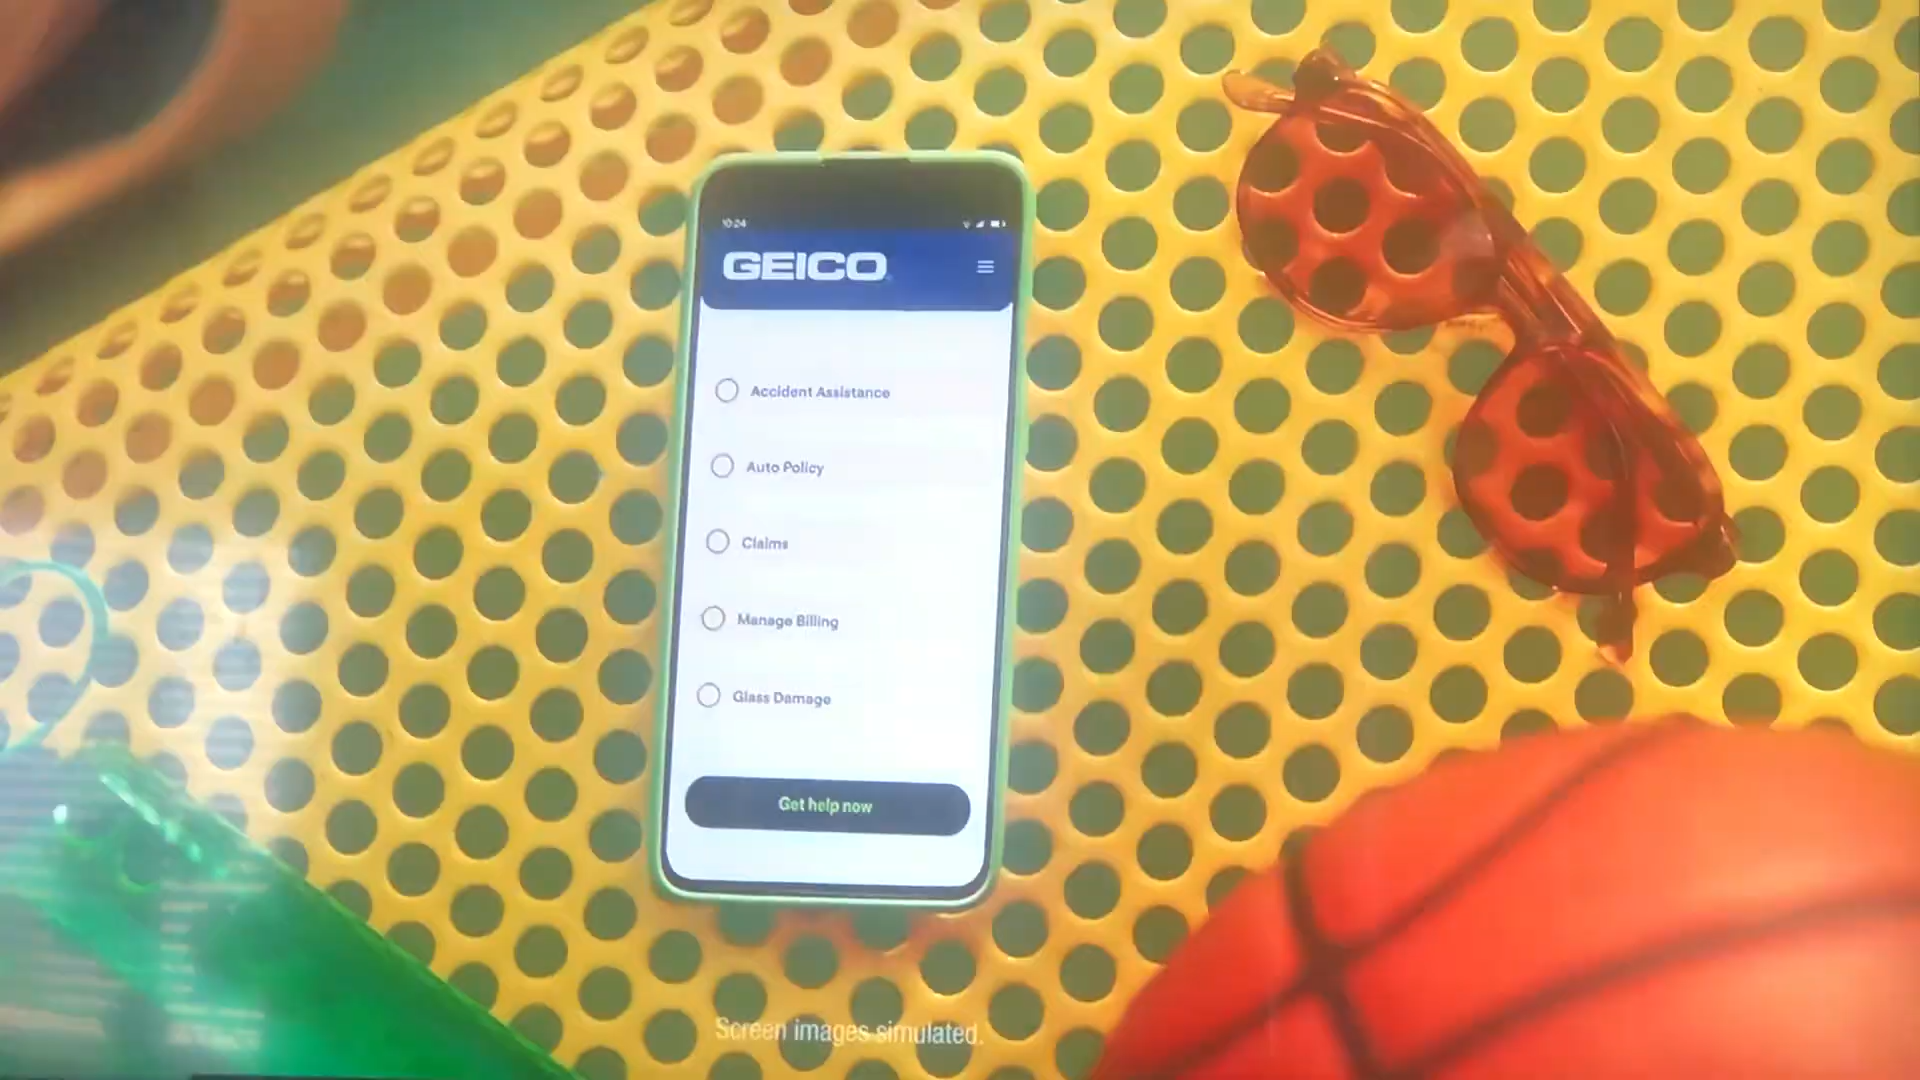 10:24
GEICO
Accident Assistance
Auto Policy
Claims
Manage Billing
Glass Damage
Get help now
Screen images simulated.